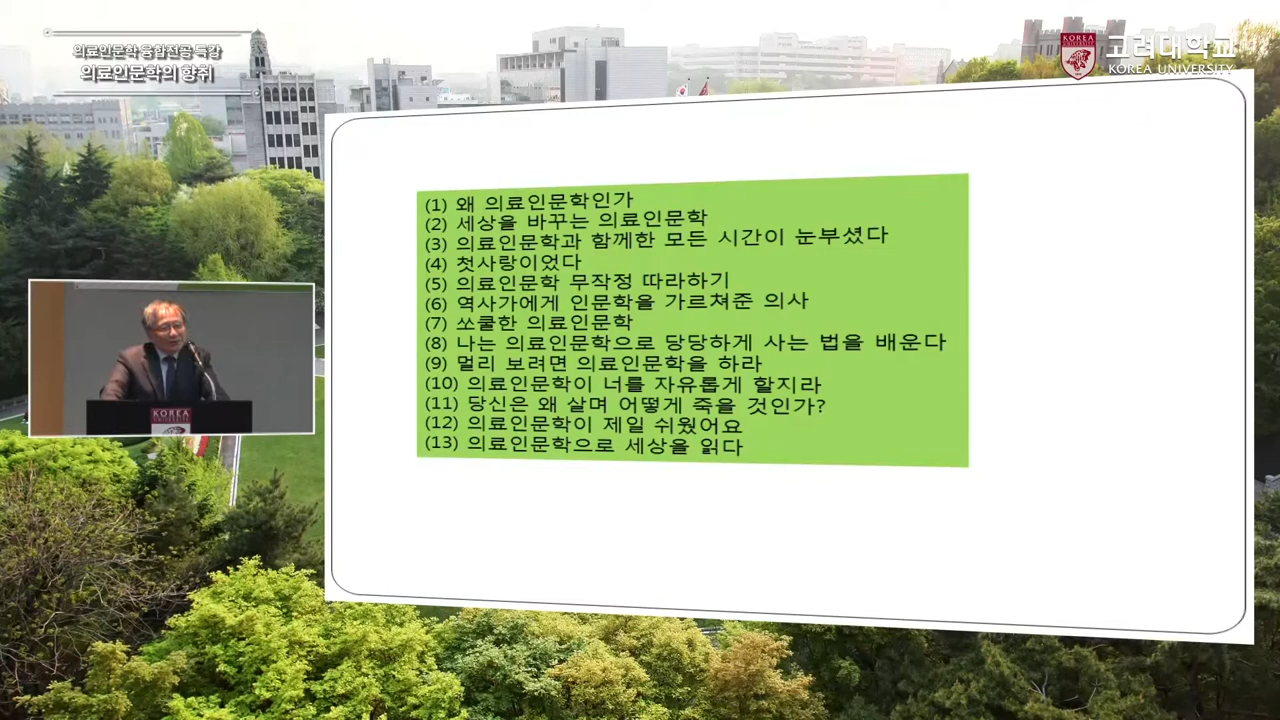 의료인문학 융합전공 특강
의료인문학의 향취
KOREA
UNIVERSITY
고려대학교
KOREA UNIVERSITY
(1) 왜 의료인문학인가
(2) 세상을 바꾸는 의료인문학
(3) 의료인문학과 함께한 모든 시간이 눈부셨다
(4) 첫사랑이었다
(5) 의료인문학 무작정 따라하기
(6) 역사가에게 인문학을 가르쳐준 의사
(7) 쏘쿨한 의료인문학
(8) 나는 의료인문학으로 당당하게 사는 법을 배운다
(9) 멀리 보려면 의료인문학을 하라
(10) 의료인문학이 너를 자유롭게 할지라
(11) 당신은 왜 살며 어떻게 죽을 것인가?
(12) 의료인문학이 제일 쉬웠어요
(13) 의료인문학으로 세상을 읽다
KOREA
UNIVERSITY